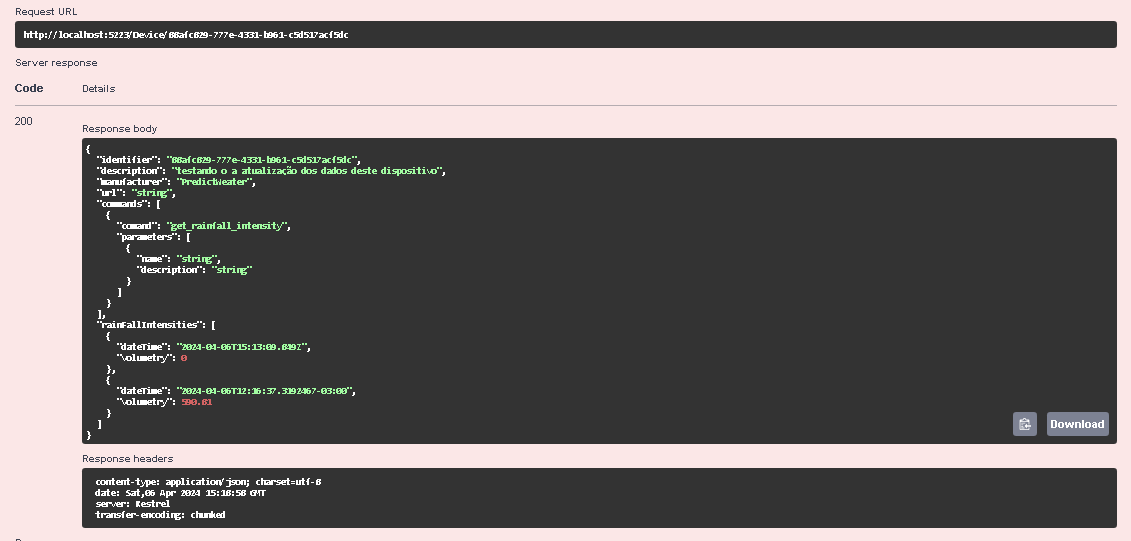 Request URL
http://localhost:5223/Device/88afc829-777e-4331-b961-c5d517acf5dc
Server response
Code Details
200
Response body
{
"identifier": "88afc829-777e-4331-b961-c5d517acf5dc",
"description": "testando o a atualização dos dados deste dispositivo",
"manufacturer": "PredictWeater",
"url": "string",
"commands": [
{
"comand": "get_rainfall_intensity",
"parameters": [
{
"name": "string",
"description": "string"
}
]
}
],
"rainFallIntensities": [
{
"dateTime": "2024-04-06T15:13:09.849Z",
"volumetry": 0
},
{
"dateTime": "2024-04-06T12:16:37.3192467-03:00",
"volumetry": 590.81
}
]
}
Download
Response headers
content-type: application/json; charset=utf-8
date: Sat,06 Apr 2024 15:18:58 GMT
server: Kestrel
transfer-encoding: chunked